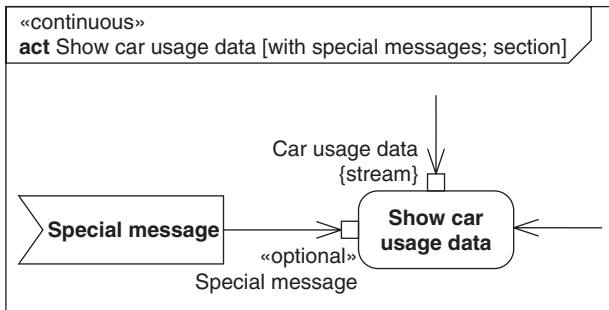 «continuous»
act Show car usage data [with special messages; section]
Car usage data
{stream}
Special message
Show car
usage data
«optional»
Special message